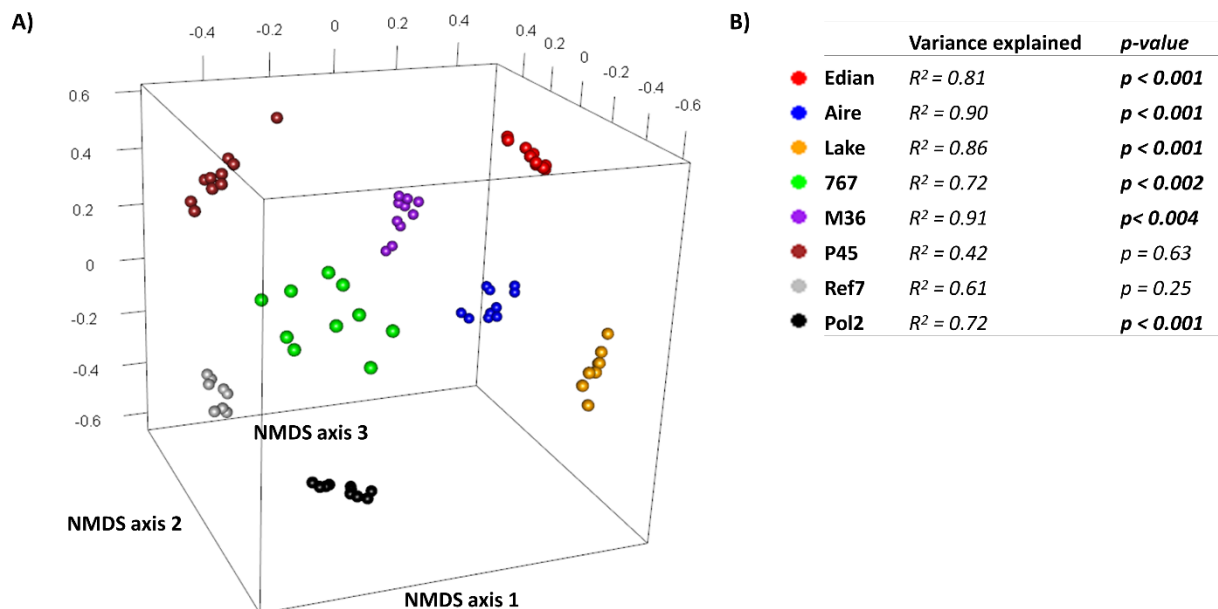 A)
-0.4 -0.2 0 0.2 0.4 0.4 0.2 0 -0.2 -0.4 -0.6
0.6
0.4
0.2
0
-0.2
-0.4
-0.6
NMDS axis 3
NMDS axis 2
NMDS axis 1
B)
Variance explained p-value
Edian R² = 0.81 p < 0.001
Aire R² = 0.90 p < 0.001
Lake R² = 0.86 p < 0.001
767 R² = 0.72 p < 0.002
M36 R² = 0.91 p< 0.004
P45 R² = 0.42 p = 0.63
Ref7 R² = 0.61 p = 0.25
Pol2 R² = 0.72 p < 0.001